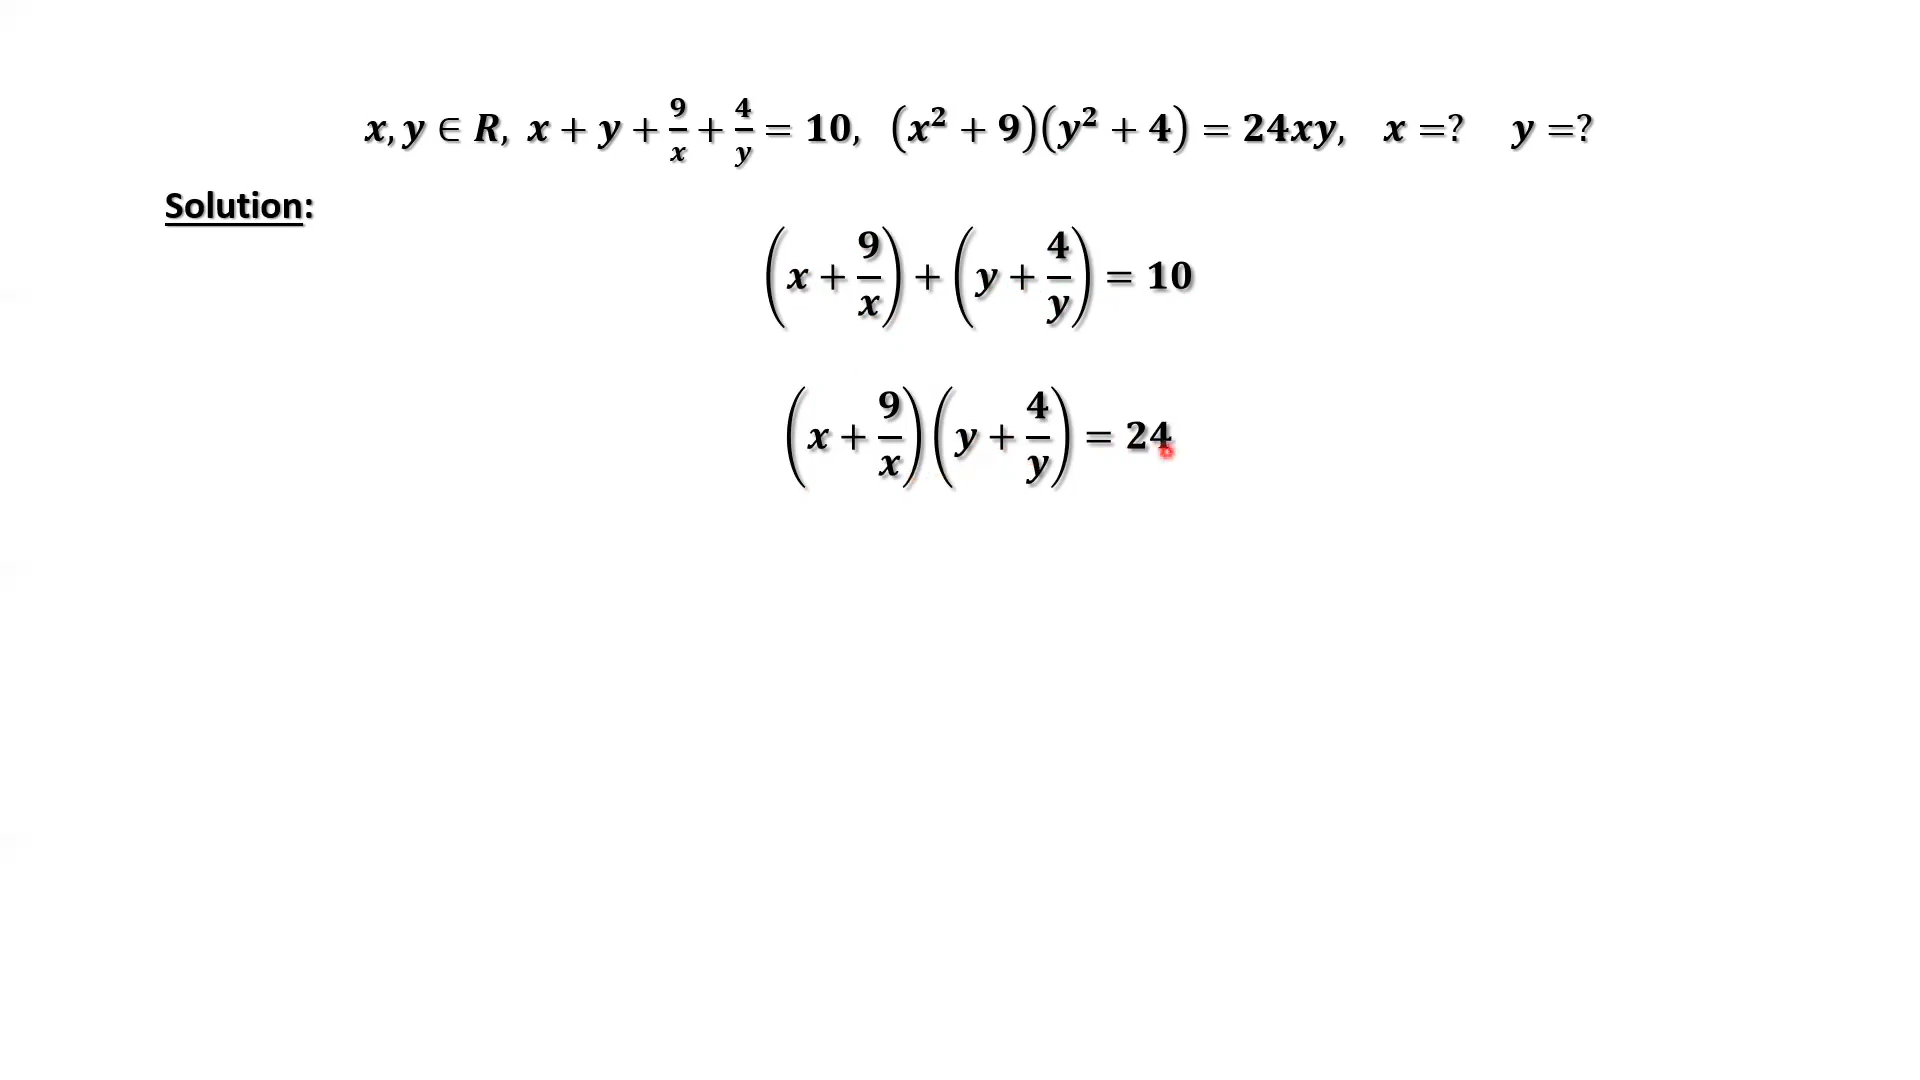 x, y ∈ R, x + y + 9/x + 4/y = 10, (x² + 9)(y² + 4) = 24xy, x =? y =?
Solution:
(x + 9/x) + (y + 4/y) = 10
(x + 9/x)(y + 4/y) = 24